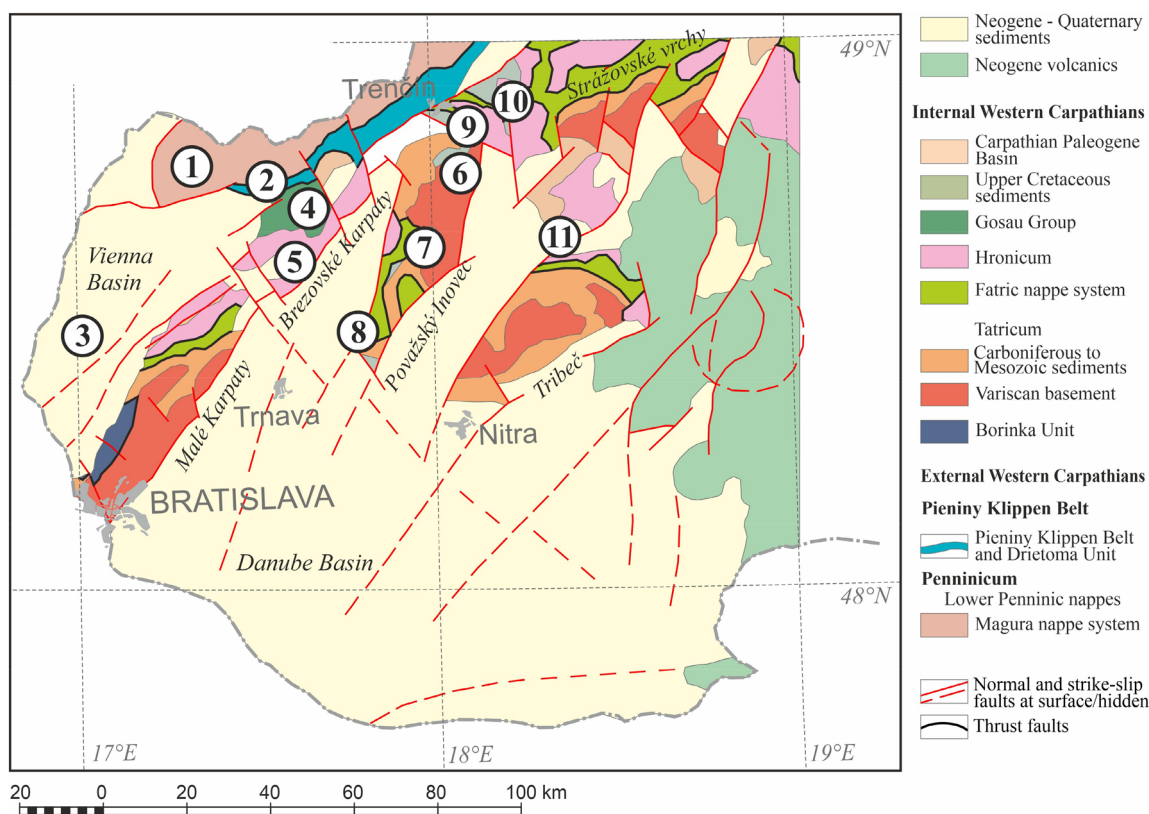 49°N
Strážovské vrchy
Trenčín
10
9
1
2
6
4
11
7
5
Brezovské Karpaty
Vienna
Basin
3
8
Považský Inovec
Tribeč
Trnava
Malé Karpaty
Nitra
BRATISLAVA
Danube Basin
48°N
17°E
18°E
19°E
20 0 20 40 60 80 100 km
Neogene - Quaternary
sediments
Neogene volcanics
Internal Western Carpathians
Carpathian Paleogene
Basin
Upper Cretaceous
sediments
Gosau Group
Hronicum
Fatric nappe system
Tatricum
Carboniferous to
Mesozoic sediments
Variscan basement
Borinka Unit
External Western Carpathians
Pieniny Klippen Belt
Pieniny Klippen Belt
and Drietoma Unit
Penninicum
Lower Penninic nappes
Magura nappe system
Normal and strike-slip
faults at surface/hidden
Thrust faults